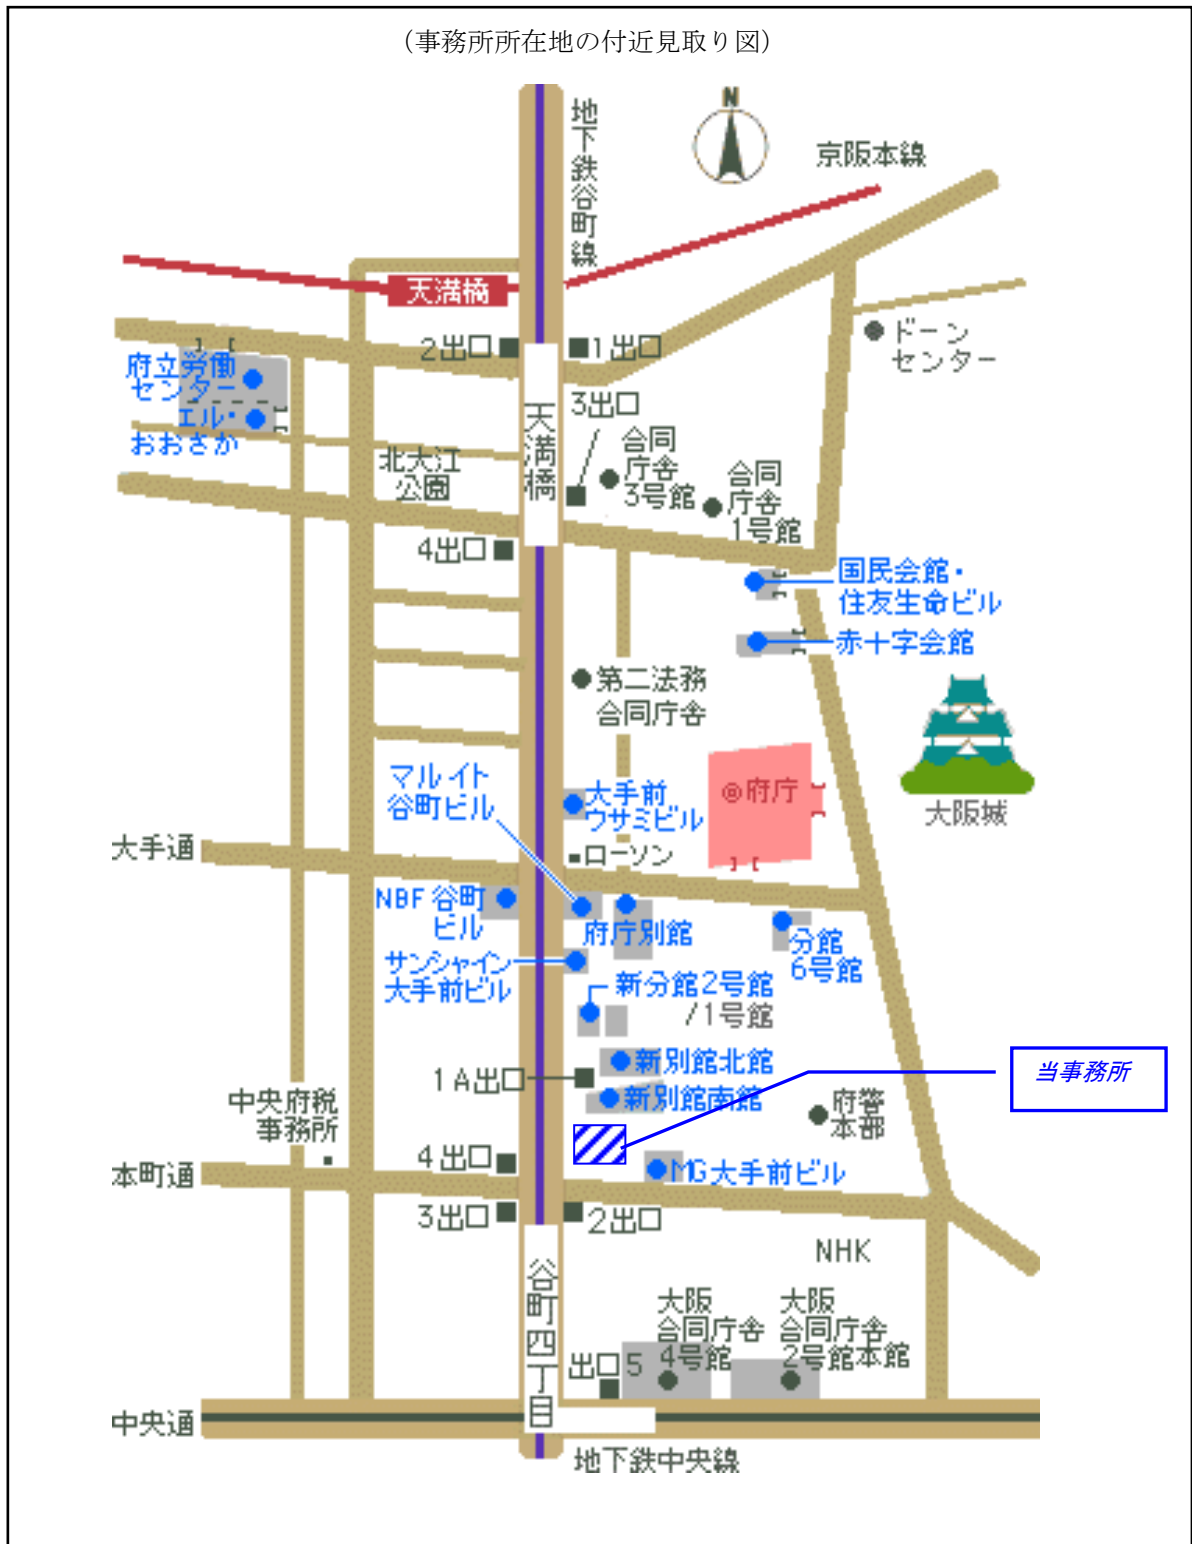 （事務所所在地の付近見取り図）
N
地下鉄谷町線
京阪本線
天満橋
2出口
1出口
ドーン
センター
府立労働
センター
エル・
おおさか
天満橋
3出口
北大江
公園
合同
庁舎
3号館
合同
庁舎
1号館
4出口
国民会館・
住友生命ビル
赤十字会館
第二法務
合同庁舎
マルイト
谷町ビル
大手前
ウサミビル
◎府庁
大阪城
大手通
ローソン
NBF谷町
ビル
府庁別館
分館
6号館
サンシャイン
大手前ビル
新分館2号館
/1号館
新別館北館
当事務所
1A出口
新別館南館
中央府税
事務所
府警
本部
4出口
本町通
MG大手前ビル
3出口
2出口
NHK
谷町四丁目
大阪
合同庁舎
4号館
大阪
合同庁舎
2号館本館
出口5
中央通
地下鉄中央線